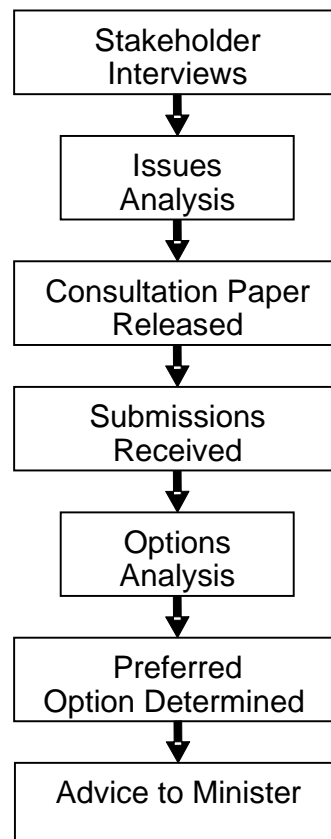 Stakeholder
Interviews
Issues
Analysis
Consultation Paper
Released
Submissions
Received
Options
Analysis
Preferred
Option Determined
Advice to Minister